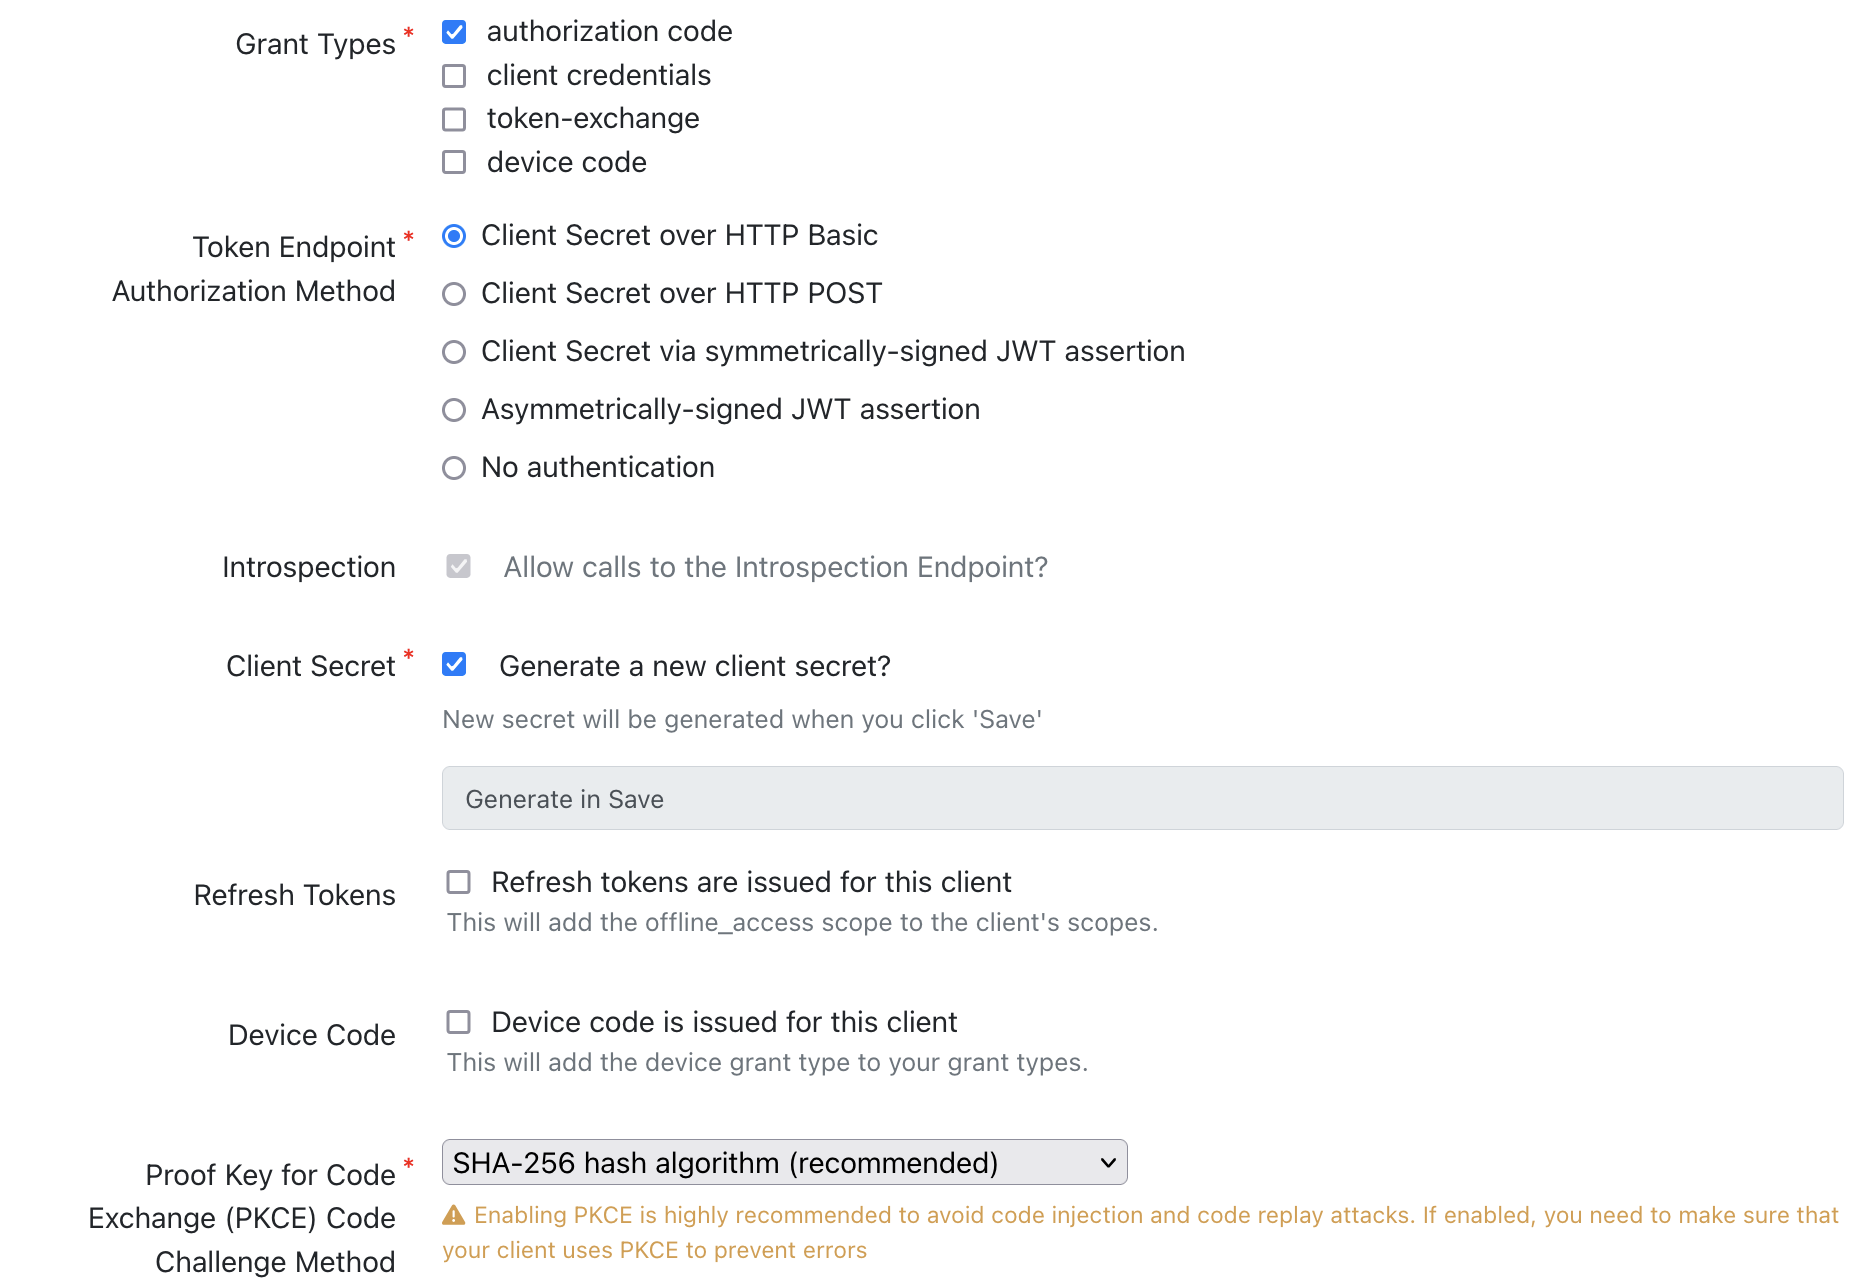 Grant Types *
authorization code
client credentials
token-exchange
device code
Token Endpoint *
Authorization Method
Client Secret over HTTP Basic
Client Secret over HTTP POST
Client Secret via symmetrically-signed JWT assertion
Asymmetrically-signed JWT assertion
No authentication
Introspection
Allow calls to the Introspection Endpoint?
Client Secret *
Generate a new client secret?
New secret will be generated when you click 'Save'
Generate in Save
Refresh Tokens
Refresh tokens are issued for this client
This will add the offline_access scope to the client's scopes.
Device Code
Device code is issued for this client
This will add the device grant type to your grant types.
Proof Key for Code *
Exchange (PKCE) Code
Challenge Method
SHA-256 hash algorithm (recommended)
Enabling PKCE is highly recommended to avoid code injection and code replay attacks. If enabled, you need to make sure that
your client uses PKCE to prevent errors